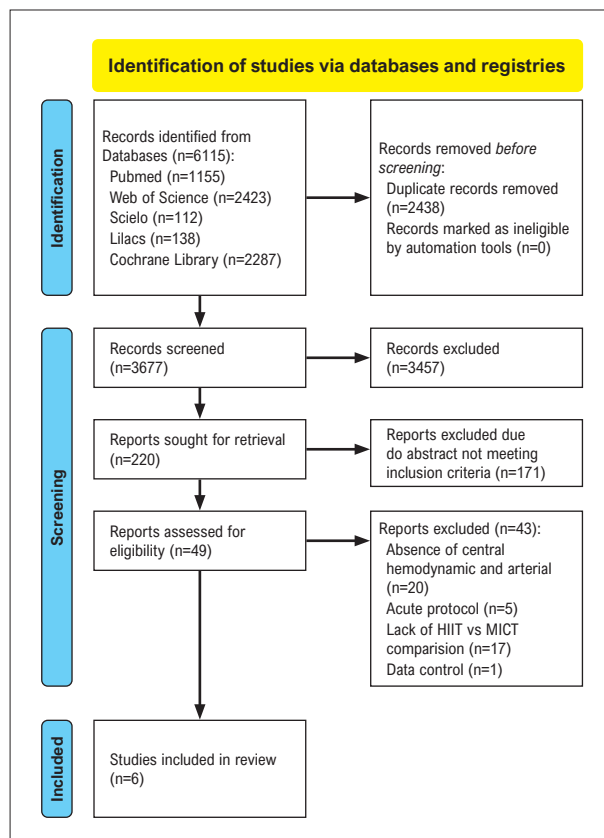 Identification of studies via databases and registries
Identification
Records identified from
Databases (n=6115):
Pubmed (n=1155)
Web of Science (n=2423)
Scielo (n=112)
Lilacs (n=138)
Cochrane Library (n=2287)
Records removed before
screening:
Duplicate records removed
(n=2438)
Records marked as ineligible
by automation tools (n=0)
Screening
Records screened
(n=3677)
Records excluded
(n=3457)
Reports sought for retrieval
(n=220)
Reports excluded due
do abstract not meeting
inclusion criteria (n=171)
Reports assessed for
eligibility (n=49)
Reports excluded (n=43):
Absence of central
hemodynamic and arterial
(n=20)
Acute protocol (n=5)
Lack of HIIT vs MICT
comparision (n=17)
Data control (n=1)
Included
Studies included in review
(n=6)